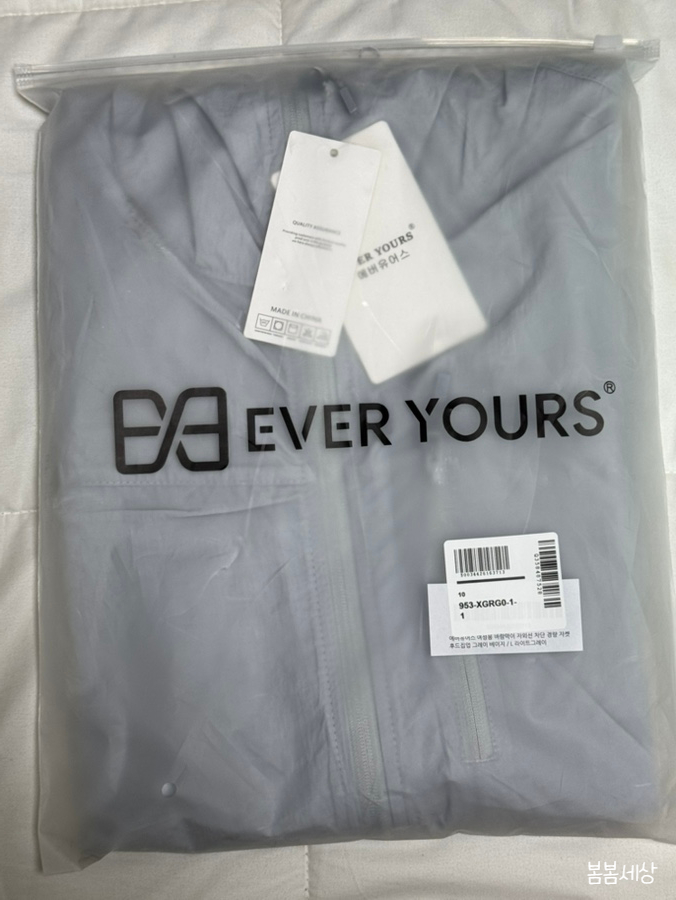 QUALITY ASSURANCE
MADE IN CHINA
ER YOURS®
에버유어스
EVER YOURS®
10
953-XGRG0-1-
1
에버유어스 여성용 바람막이 자외선 차단 경량 자켓
후드집업 그레이 베이지 / L 라이트그레이
봄봄세상